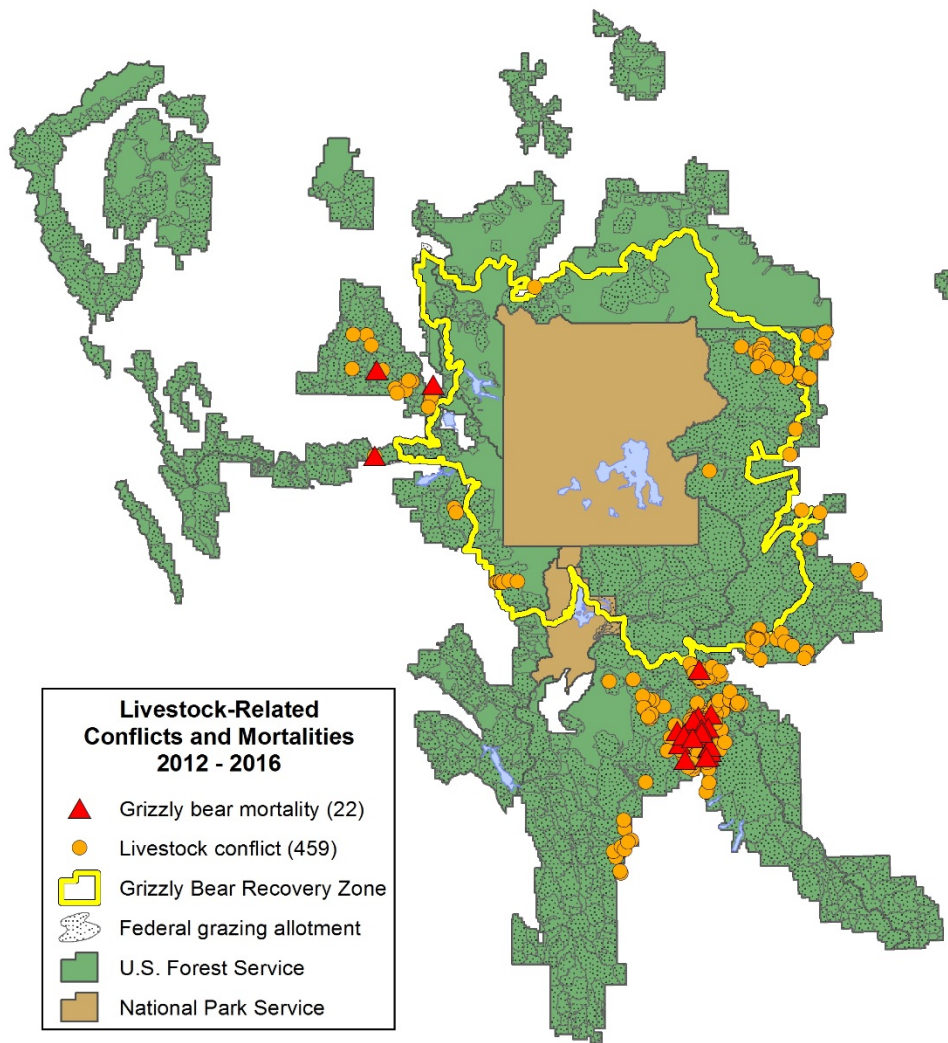 Livestock-Related
Conflicts and Mortalities
2012 - 2016
Grizzly bear mortality (22)
Livestock conflict (459)
Grizzly Bear Recovery Zone
Federal grazing allotment
U.S. Forest Service
National Park Service